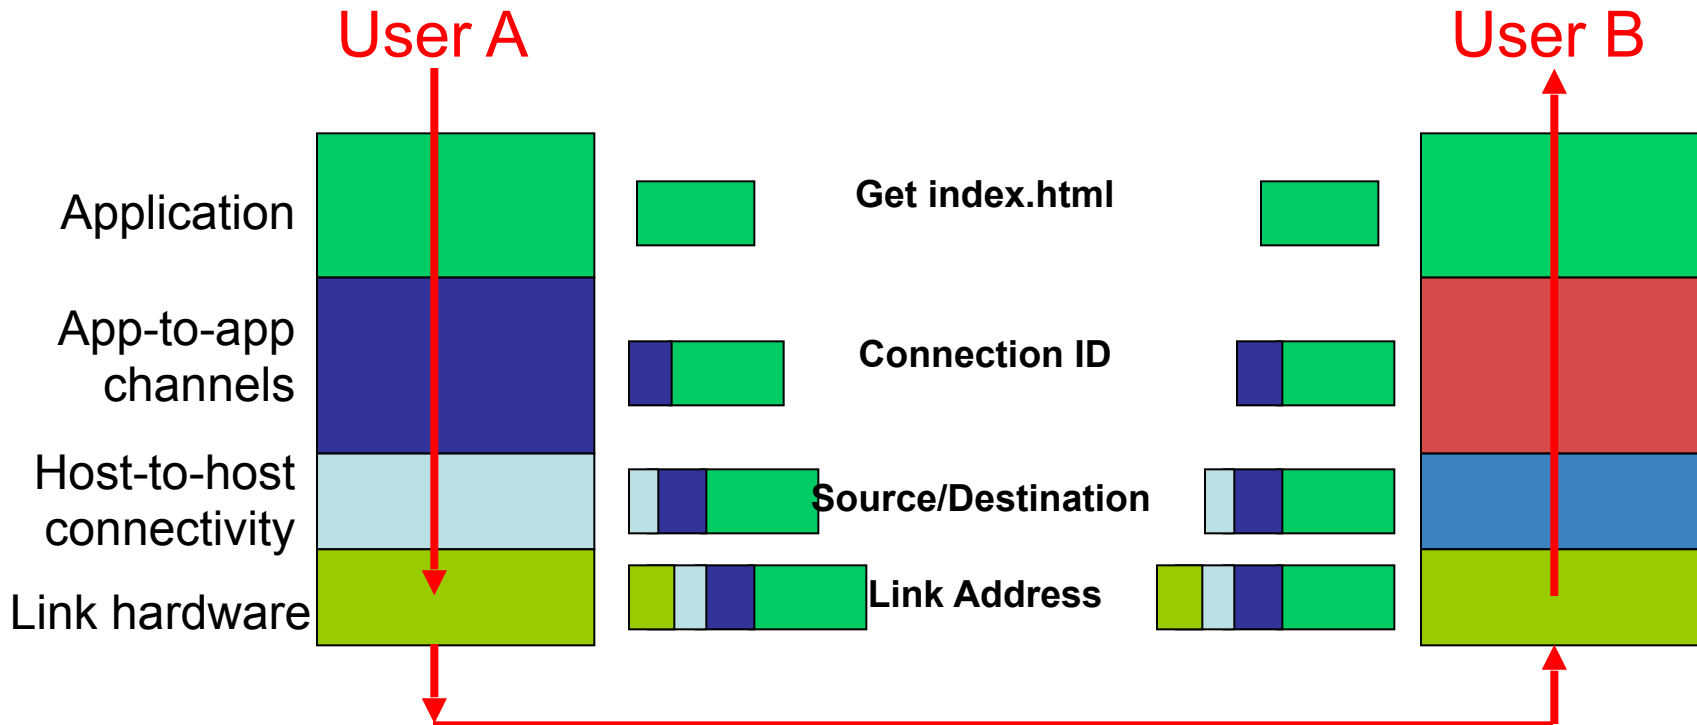 User A
User B
Application
Get index.html
App-to-app
channels
Connection ID
Host-to-host
connectivity
Source/Destination
Link hardware
Link Address